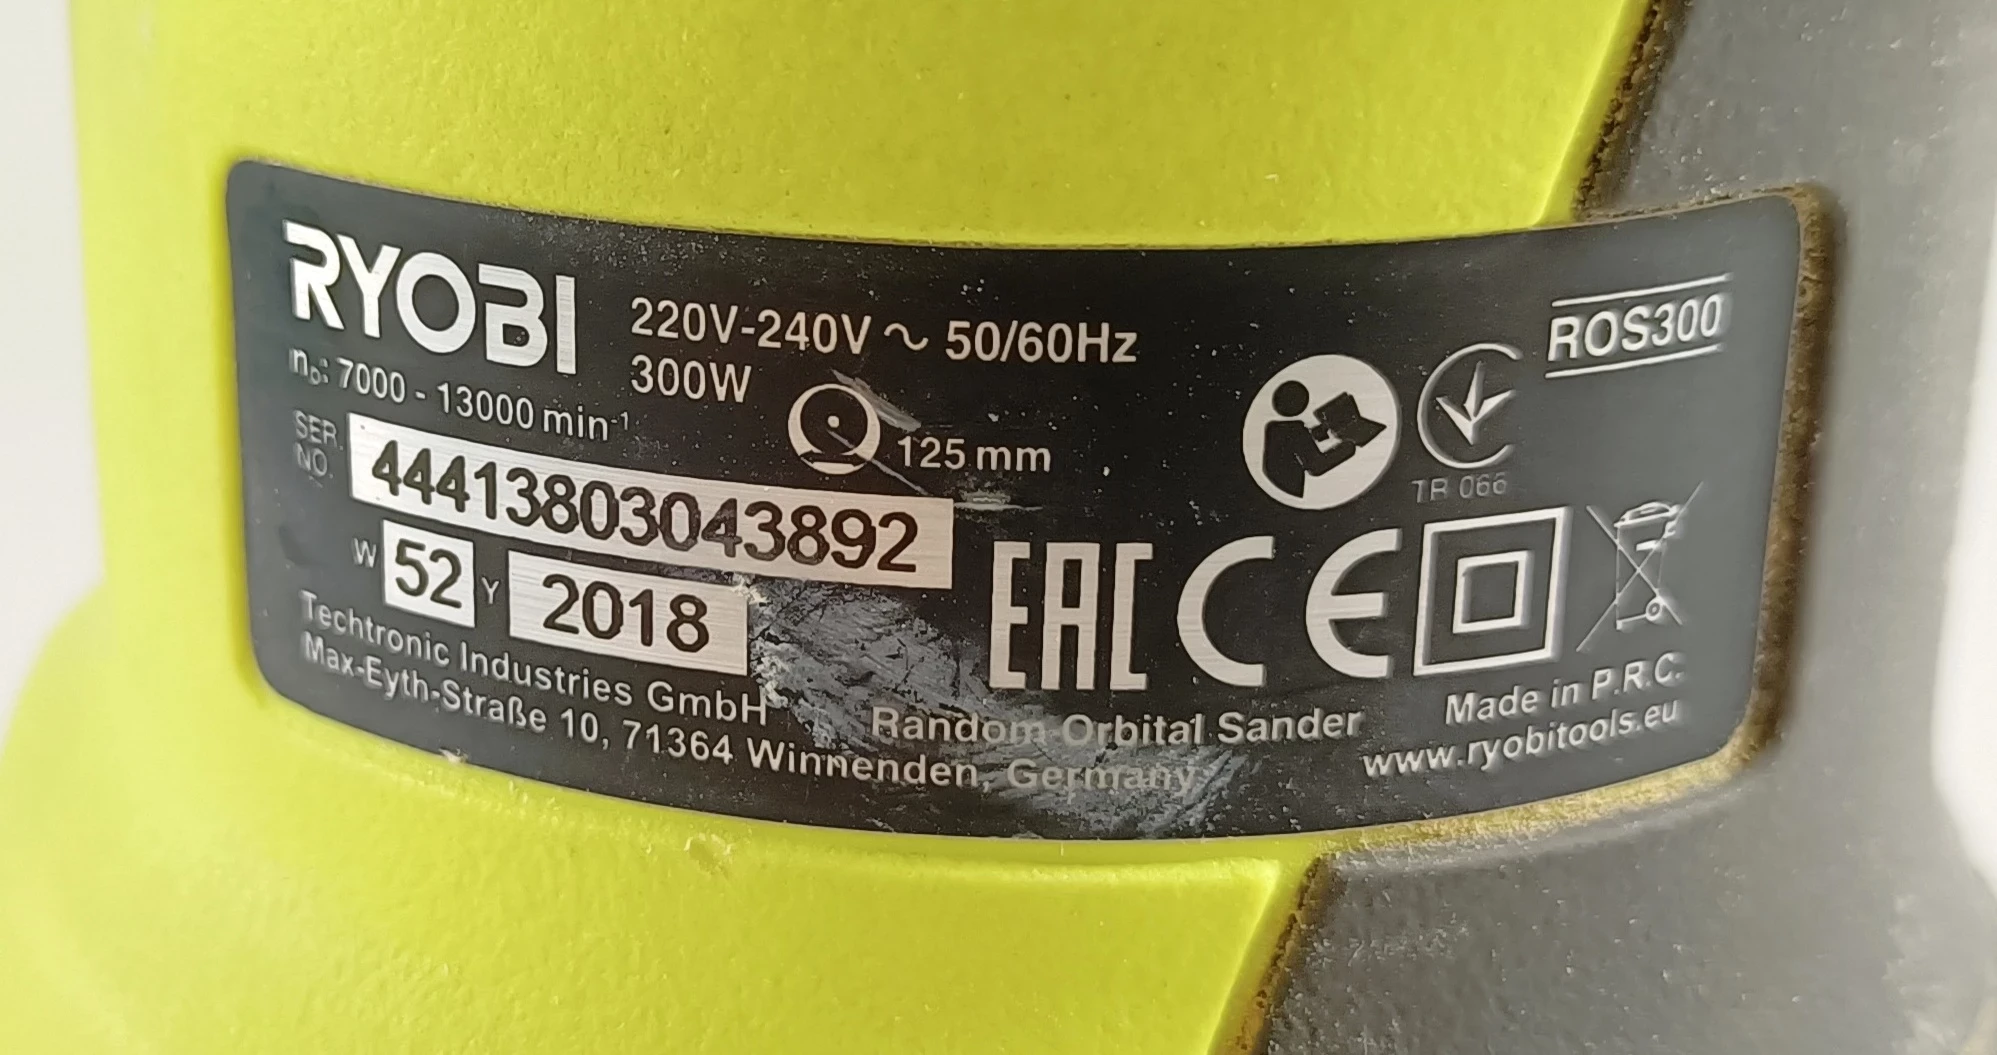 RYOBI
220V-240V ~ 50/60Hz
300W
125 mm
n₀: 7000 - 13000 min⁻¹
SER. NO. 44413803043892
W 52 Y 2018
Techtronic Industries GmbH
Max-Eyth-Straße 10, 71364 Winnenden, Germany
Random Orbital Sander
ROS300
TR 066
EAC CE
Made in P.R.C.
www.ryobitools.eu